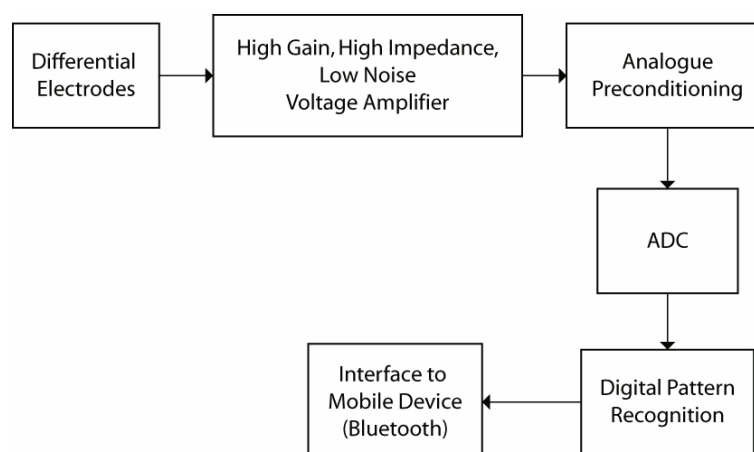 Differential
Electrodes
High Gain, High Impedance,
Low Noise
Voltage Amplifier
Analogue
Preconditioning
ADC
Digital Pattern
Recognition
Interface to
Mobile Device
(Bluetooth)